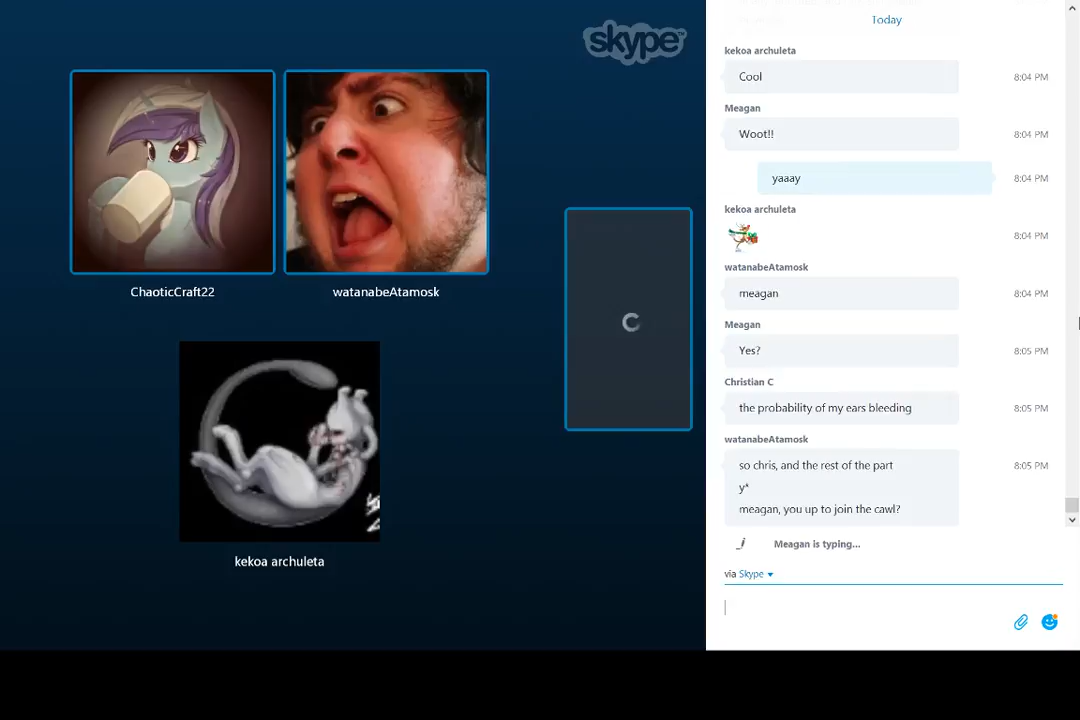 skype
ChaoticCraft22
watanabeAtamosk
kekoa archuleta
Today
kekoa archuleta
Cool
8:04 PM
Meagan
Woot!!
8:04 PM
yaaay
8:04 PM
kekoa archuleta
8:04 PM
watanabeAtamosk
meagan
8:04 PM
Meagan
Yes?
8:05 PM
Christian C
the probability of my ears bleeding
8:05 PM
watanabeAtamosk
so chris, and the rest of the part
8:05 PM
y*
meagan, you up to join the cawl?
Meagan is typing...
via Skype